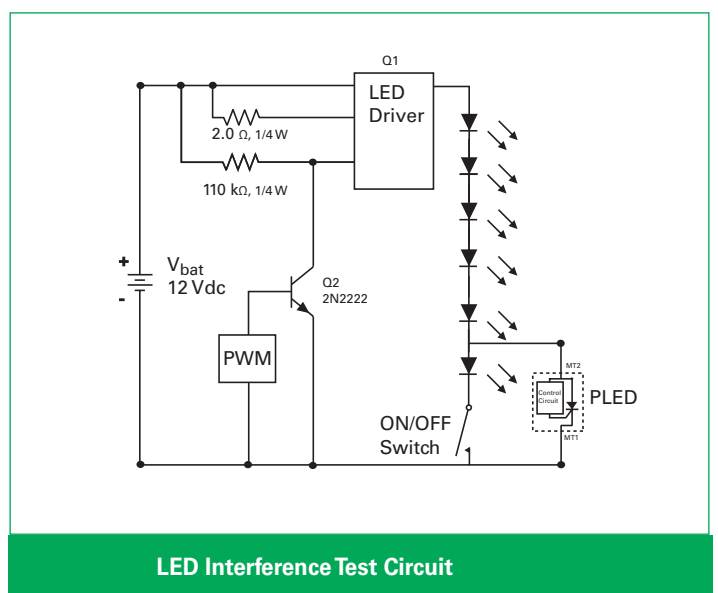 Q1
LED
Driver
2.0 Ω, 1/4 W
110 kΩ, 1/4 W
+
Vbat
12 Vdc
-
Q2
2N2222
PWM
MT2
Control
Circuit
PLED
MT1
ON/OFF
Switch
LED Interference Test Circuit